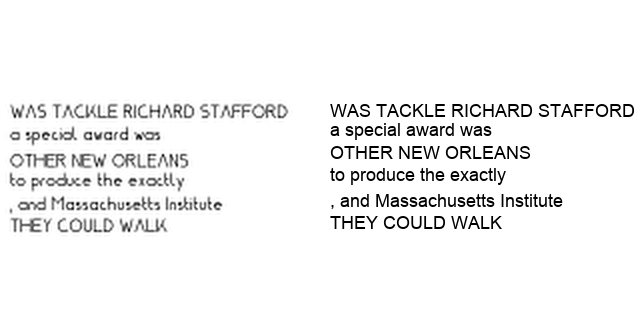 WAS TACKLE RICHARD STAFFORD
a special award was
OTHER NEW ORLEANS
to produce the exactly
, and Massachusetts Institute
THEY COULD WALK
WAS TACKLE RICHARD STAFFORD
a special award was
OTHER NEW ORLEANS
to produce the exactly
, and Massachusetts Institute
THEY COULD WALK